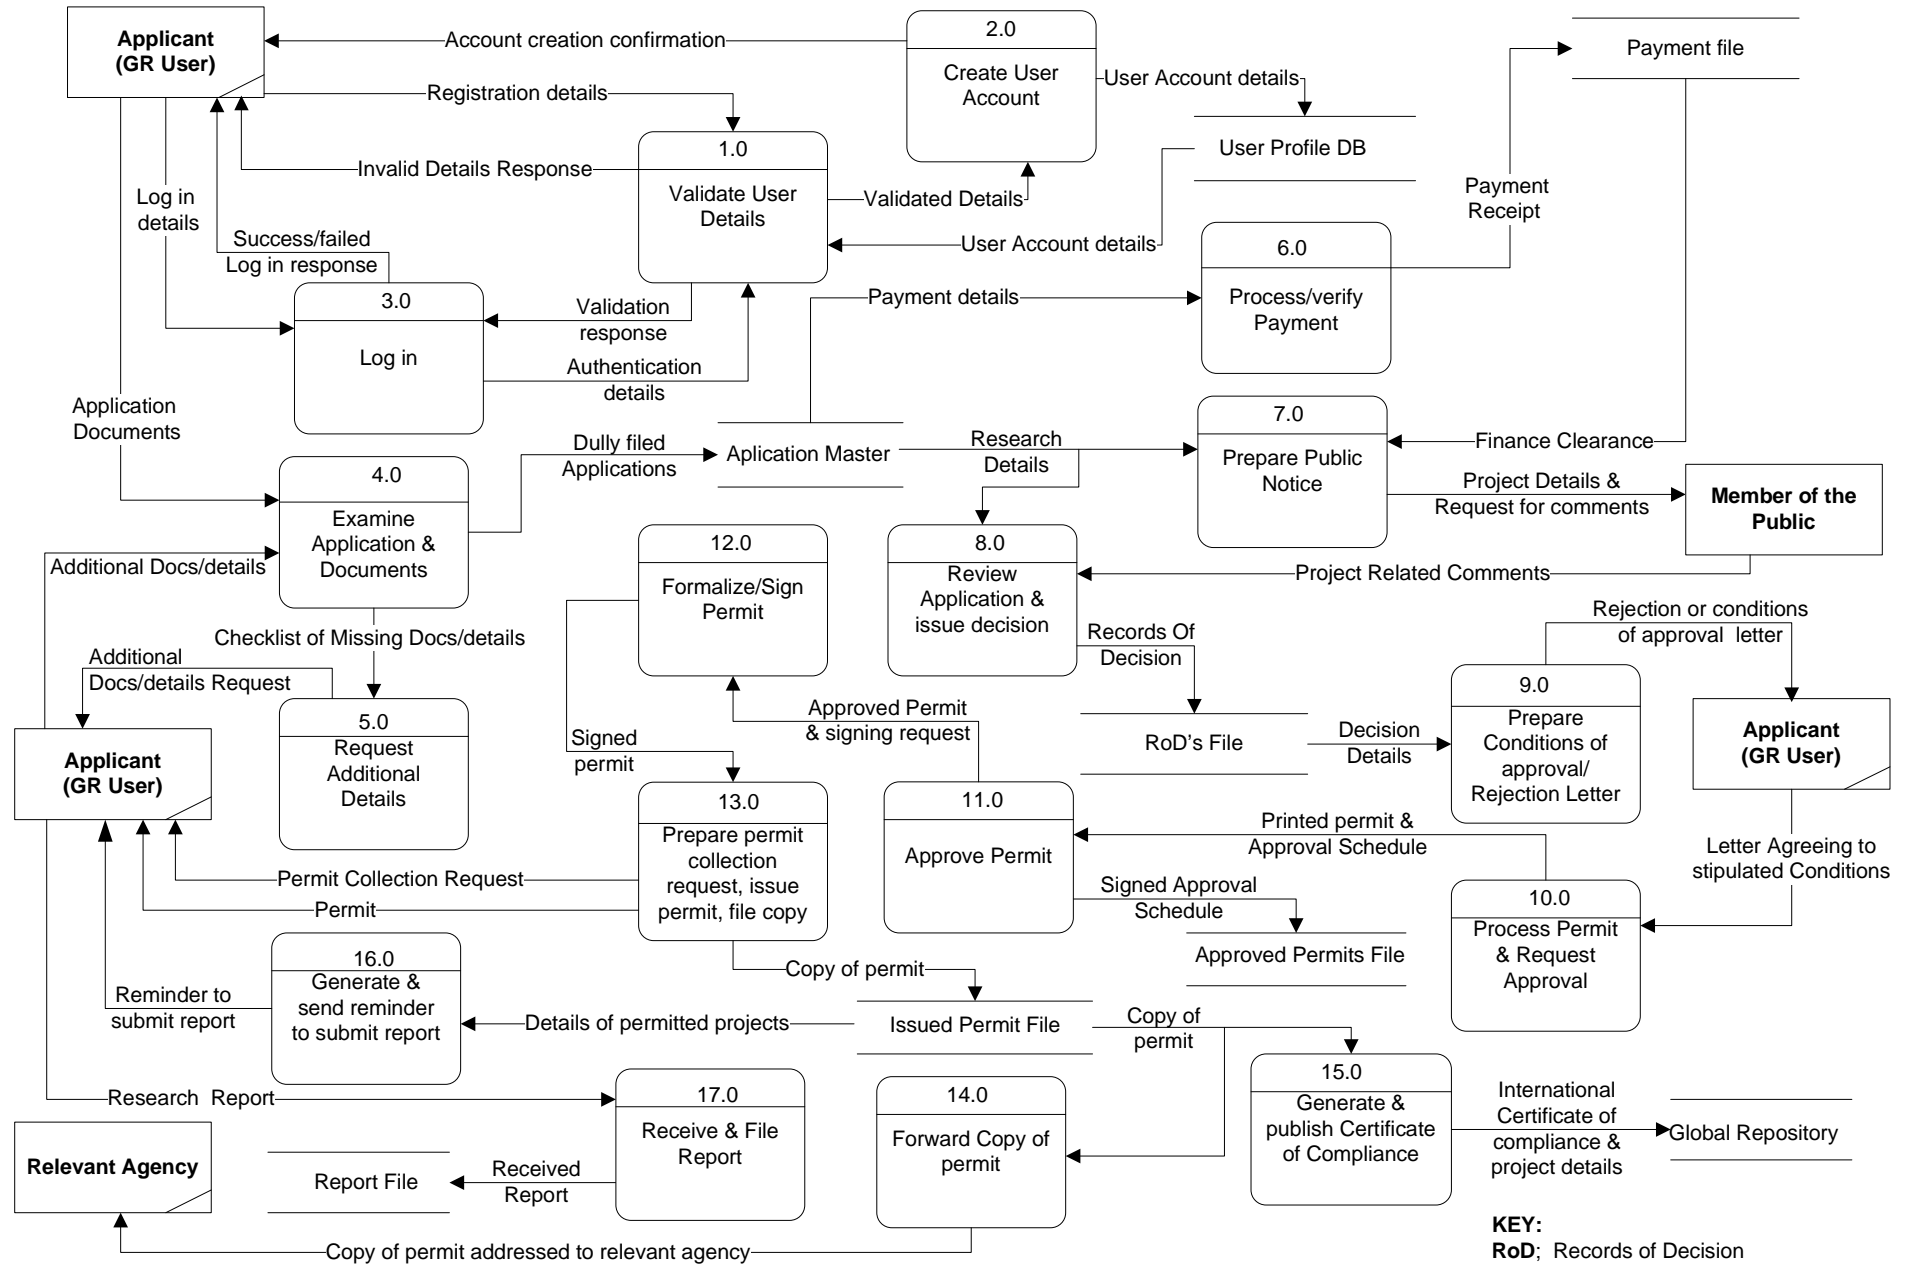 Applicant
(GR User)
Account creation confirmation
2.0
Create User
Account
User Account details
Payment file
Registration details
1.0
Validate User
Details
Invalid Details Response
Validated Details
User Profile DB
User Account details
Payment
Receipt
Log in
details
Success/failed
Log in response
3.0
Log in
Validation
response
Authentication
details
Payment details
6.0
Process/verify
Payment
Application
Documents
Dully filed
Applications
Aplication Master
Research
Details
7.0
Prepare Public
Notice
Finance Clearance
Project Details &
Request for comments
Member of the
Public
4.0
Examine
Application &
Documents
Additional Docs/details
12.0
Formalize/Sign
Permit
8.0
Review
Application &
issue decision
Project Related Comments
Checklist of Missing Docs/details
Additional
Docs/details Request
5.0
Request
Additional
Details
Records Of
Decision
Rejection or conditions
of approval letter
9.0
Prepare
Conditions of
approval/
Rejection Letter
Applicant
(GR User)
Signed
permit
Approved Permit
& signing request
RoD's File
Decision
Details
Applicant
(GR User)
13.0
Prepare permit
collection
request, issue
permit, file copy
11.0
Approve Permit
Printed permit &
Approval Schedule
Letter Agreeing to
stipulated Conditions
Permit Collection Request
Permit
Signed Approval
Schedule
10.0
Process Permit
& Request
Approval
Approved Permits File
16.0
Generate &
send reminder
to submit report
Reminder to
submit report
Copy of permit
Details of permitted projects
Issued Permit File
Copy of
permit
15.0
Generate &
publish Certificate
of Compliance
International
Certificate of
compliance &
project details
Global Repository
Research Report
17.0
Receive & File
Report
14.0
Forward Copy of
permit
Relevant Agency
Report File
Received
Report
Copy of permit addressed to relevant agency
KEY:
RoD; Records of Decision